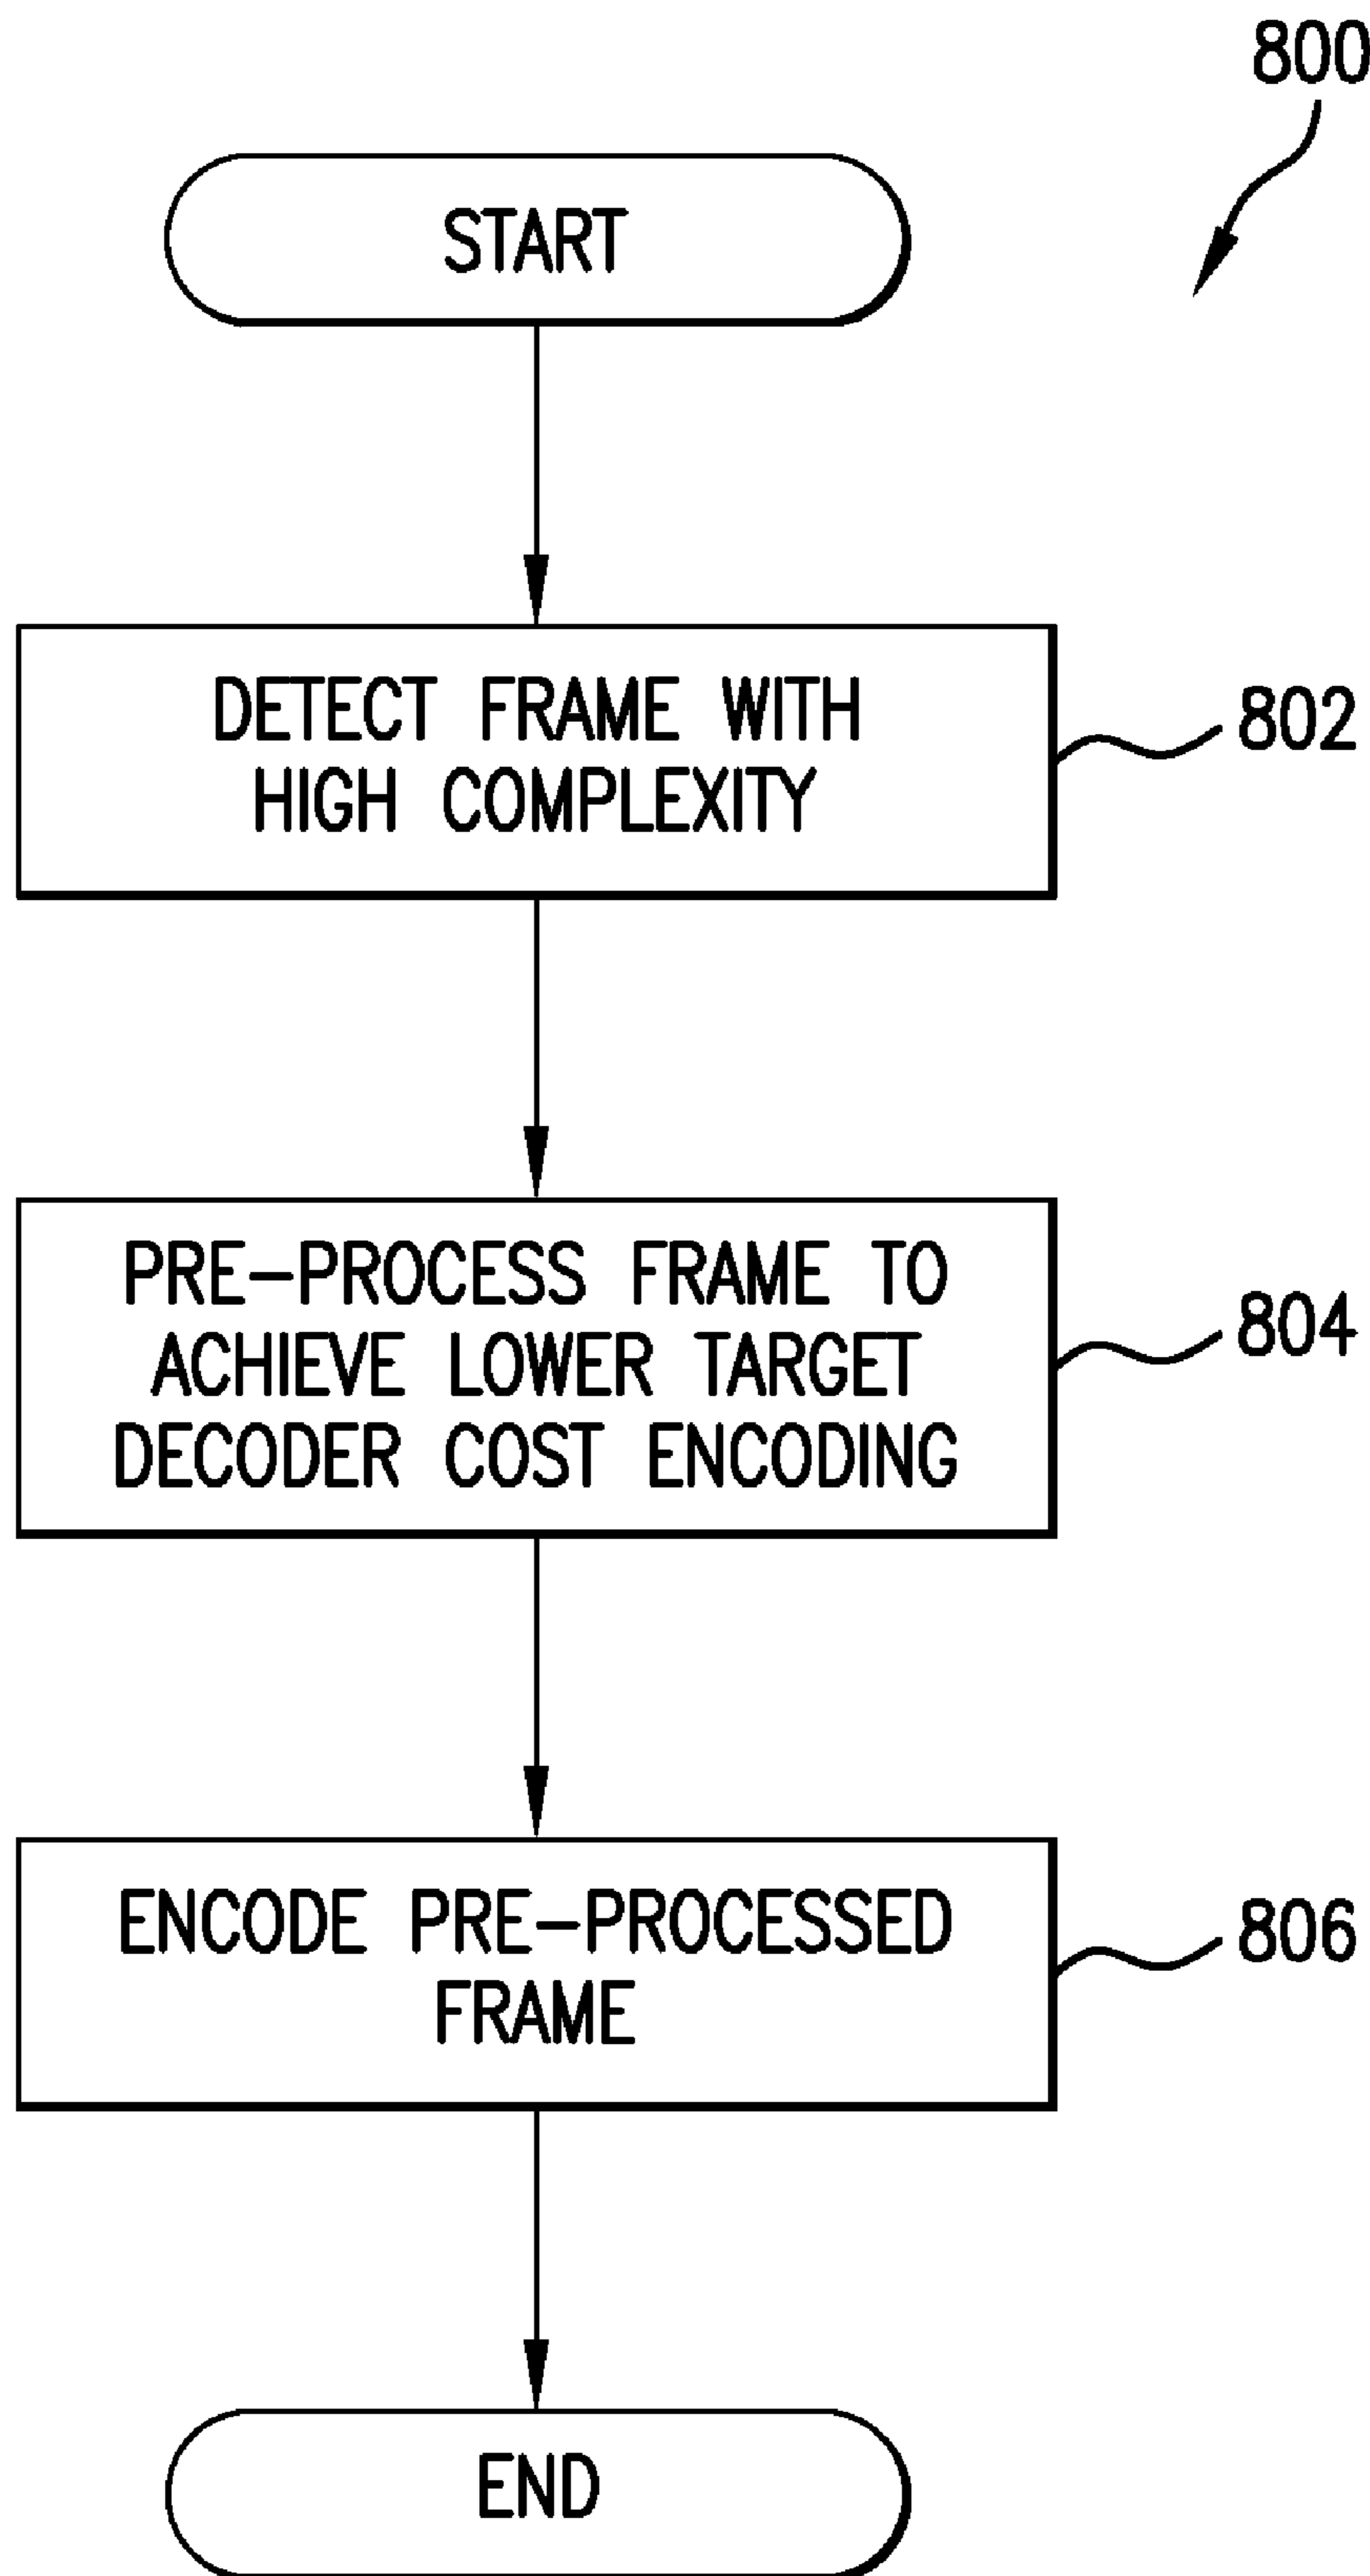 800
START
DETECT FRAME WITH
HIGH COMPLEXITY
802
PRE-PROCESS FRAME TO
ACHIEVE LOWER TARGET
DECODER COST ENCODING
804
ENCODE PRE-PROCESSED
FRAME
806
END